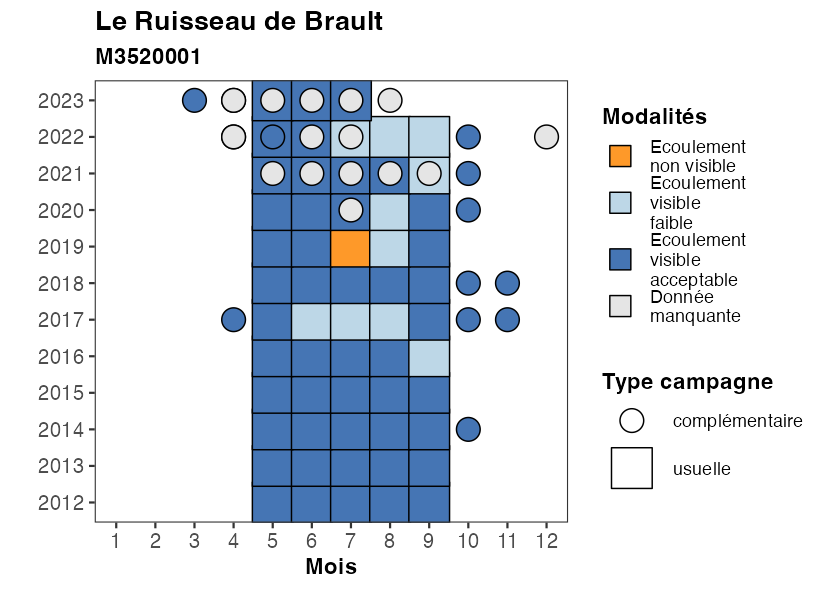 Le Ruisseau de Brault
M3520001
2023
2022
2021
2020
2019
2018
2017
2016
2015
2014
2013
2012
1 2 3 4 5 6 7 8 9 10 11 12
Mois
Modalités
Ecoulement
non visible
Ecoulement
visible
faible
Ecoulement
visible
acceptable
Donnée
manquante
Type campagne
complémentaire
usuelle